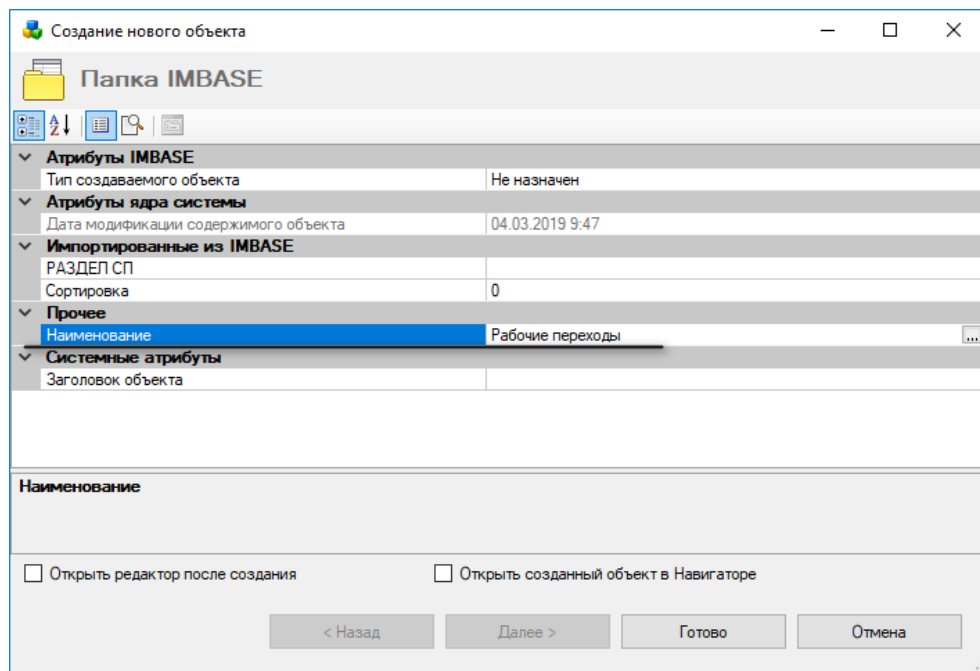 Создание нового объекта
Папка IMBASE
Атрибуты IMBASE
Тип создаваемого объекта Не назначен
Атрибуты ядра системы
Дата модификации содержимого объекта 04.03.2019 9:47
Импортированные из IMBASE
РАЗДЕЛ СП
Сортировка 0
Прочее
Наименование Рабочие переходы ...
Системные атрибуты
Заголовок объекта
Наименование
Открыть редактор после создания Открыть созданный объект в Навигаторе
< Назад Далее > Готово Отмена